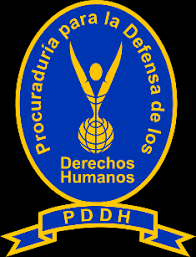 Procuraduría para la Defensa de los
Derechos
Humanos
PDDH